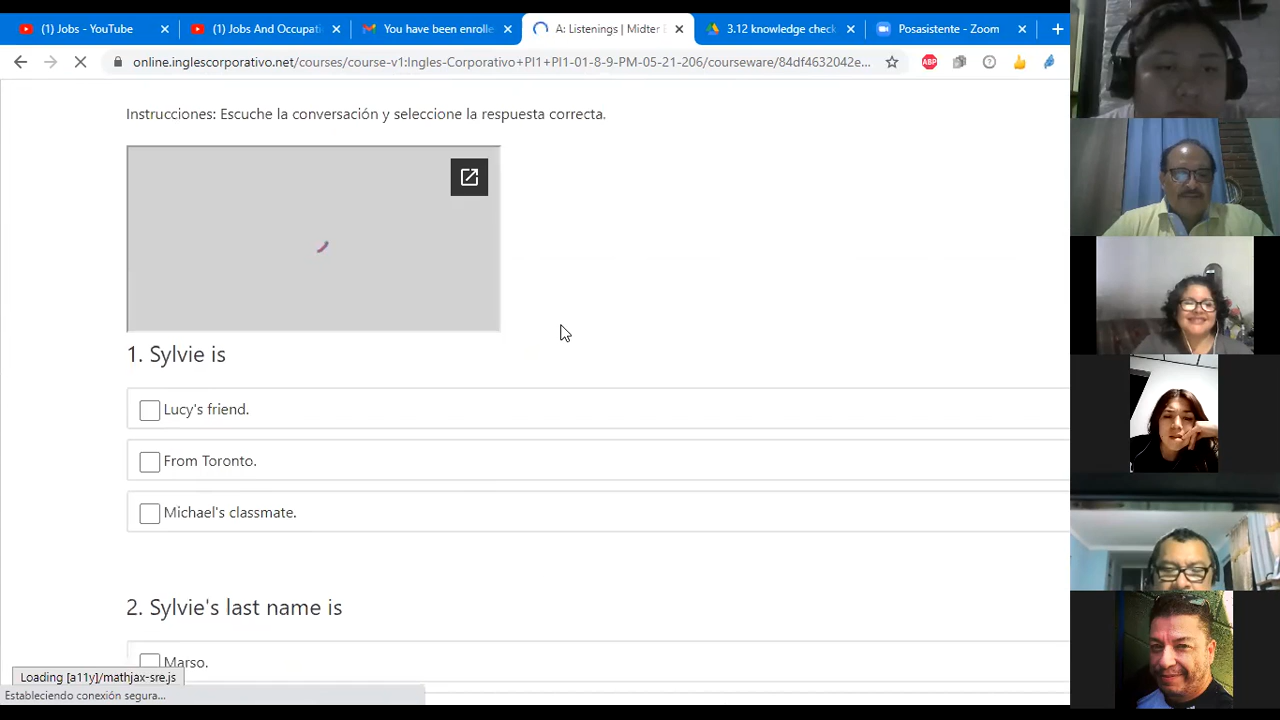 (1) Jobs - YouTube
(1) Jobs And Occupati
You have been enrolle
A: Listenings | Midter
3.12 knowledge check
Posasistente - Zoom
online.inglescorporativo.net/courses/course-v1:Ingles-Corporativo+PI1+PI1-01-8-9-PM-05-21-206/courseware/84df4632042e...
ABP
Instrucciones: Escuche la conversación y seleccione la respuesta correcta.
1. Sylvie is
Lucy's friend.
From Toronto.
Michael's classmate.
2. Sylvie's last name is
Marso.
Loading [a11y]/mathjax-sre.js
Estableciendo conexión segura...